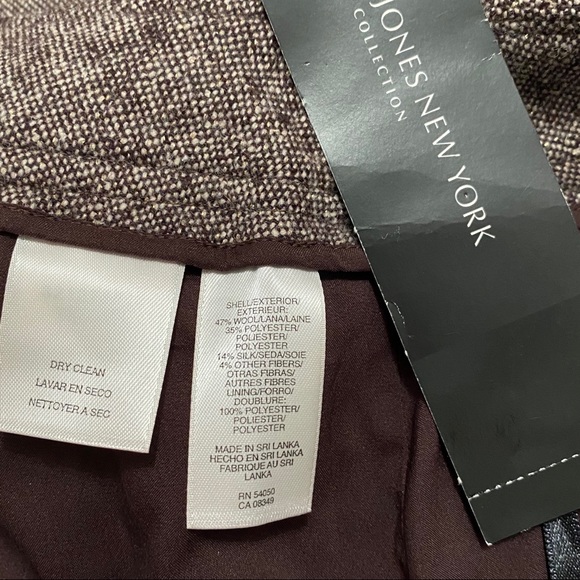 JONES NEW YORK
COLLECTION
DRY CLEAN
LAVAR EN SECO
NETTOYER A SEC
SHELL/EXTERIOR/
EXTERIEUR:
47% WOOL/LANA/LAINE
35% POLYESTER/
POLIESTER/
POLYESTER
14% SILK/SEDA/SOIE
4% OTHER FIBERS/
OTRAS FIBRAS/
AUTRES FIBRES
LINING/FORRO/
DOUBLURE:
100% POLYESTER/
POLIESTER/
POLYESTER
MADE IN SRI LANKA
HECHO EN SRI LANKA
FABRIQUE AU SRI
LANKA
RN 54050
CA 08349